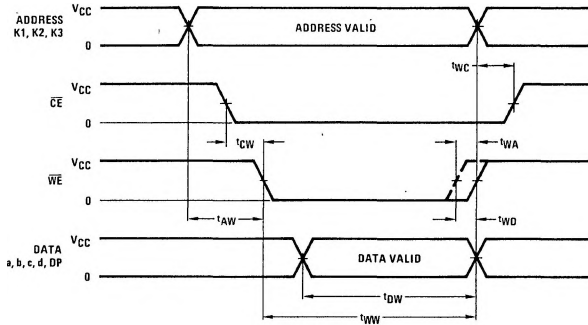 ADDRESS
K1, K2, K3
VCC
0
ADDRESS VALID
tWC
CE
VCC
0
tCW
tWA
WE
VCC
0
tAW
tWD
DATA
a, b, c, d, DP
VCC
0
DATA VALID
tDW
tWW